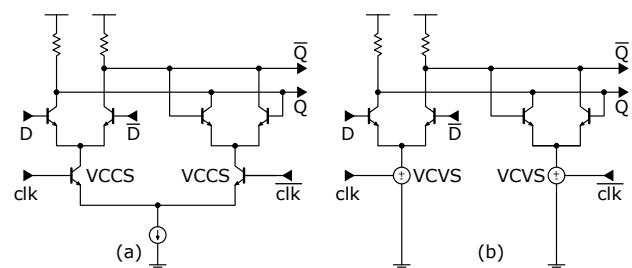 Q̅
Q
D
D̅
clk
VCCS
VCCS
c̅l̅k̅
(a)
Q̅
Q
D
D̅
clk
VCVS
VCVS
c̅l̅k̅
(b)